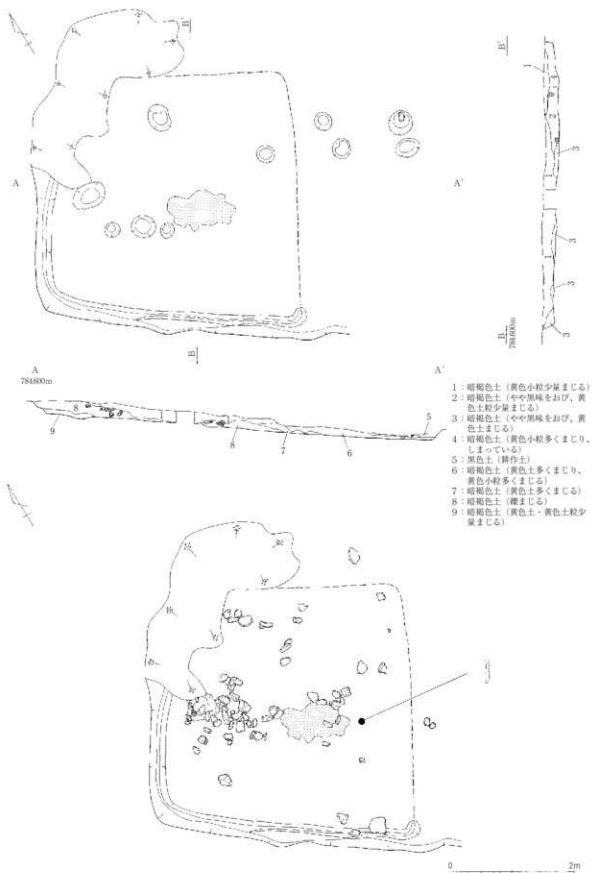 B'
B'
1
2
3
A
A'
3
3
B
784.600m
3
B
A
784.600m
A'
8
9
8
7
6
5
1：暗褐色土（黄色小粒少量まじる）
2：暗褐色土（やや黒味をおび、黄
色土粒少量まじる）
3：暗褐色土（やや黒味をおび、黄
色土まじる）
4：暗褐色土（黄色小粒多くまじり、
しまっている）
5：黒色土（耕作土）
6：暗褐色土（黄色土多くまじり、
黄色小粒多くまじる）
7：暗褐色土（黄色土多くまじる）
8：暗褐色土（礫まじる）
9：暗褐色土（黄色土・黄色土粒少
量まじる）
0
2m